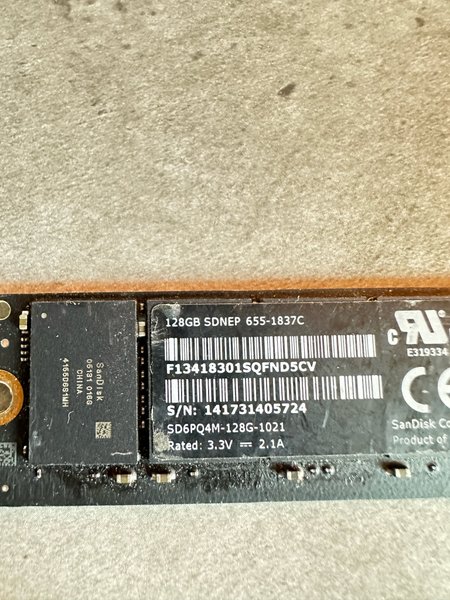 128GB SDNEP 655-1837C
F13418301SQFND5CV
S/N: 141731405724
SD6PQ4M-128G-1021
Rated: 3.3V ⎓ 2.1A
E319334
SanDisk Co
Product of
SanDisk
05131 016G
CHINA